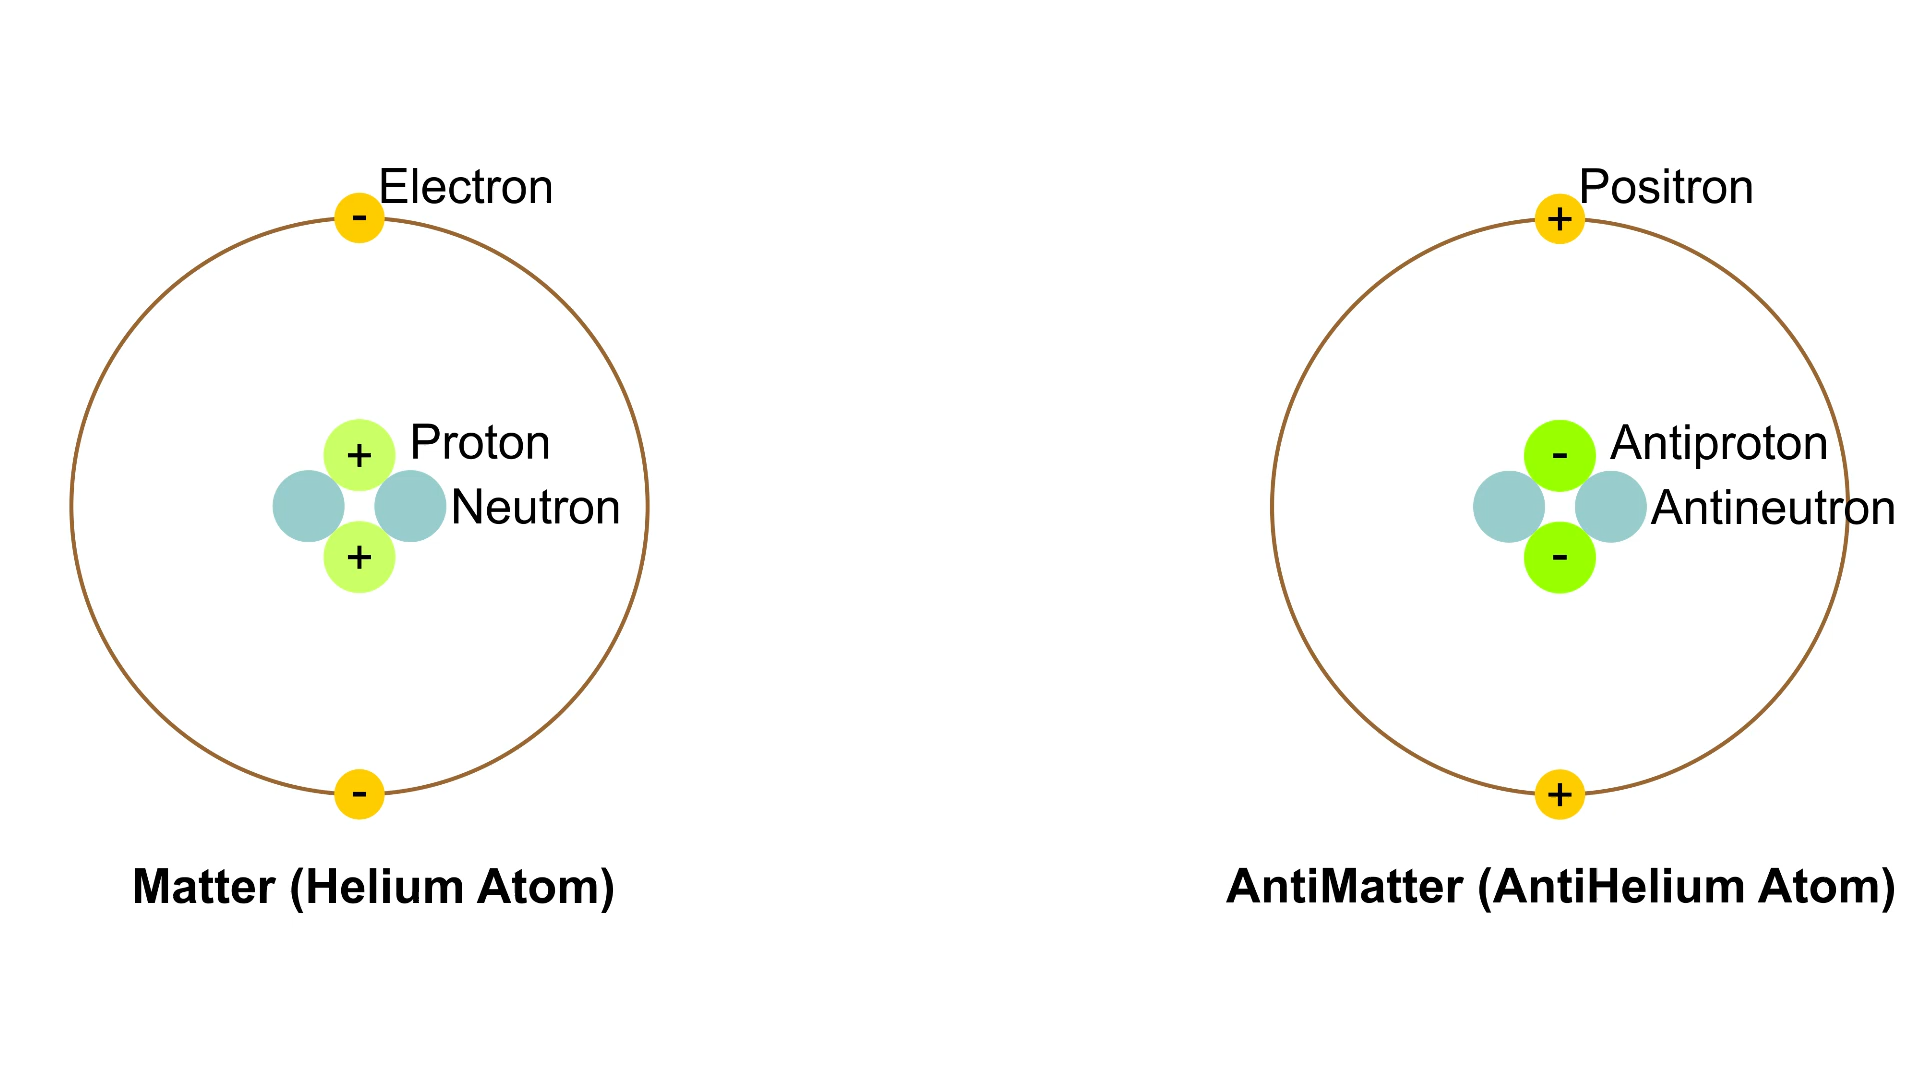 Electron
-
+
Proton
Neutron
+
-
Matter (Helium Atom)
Positron
+
-
Antiproton
Antineutron
-
+
AntiMatter (AntiHelium Atom)